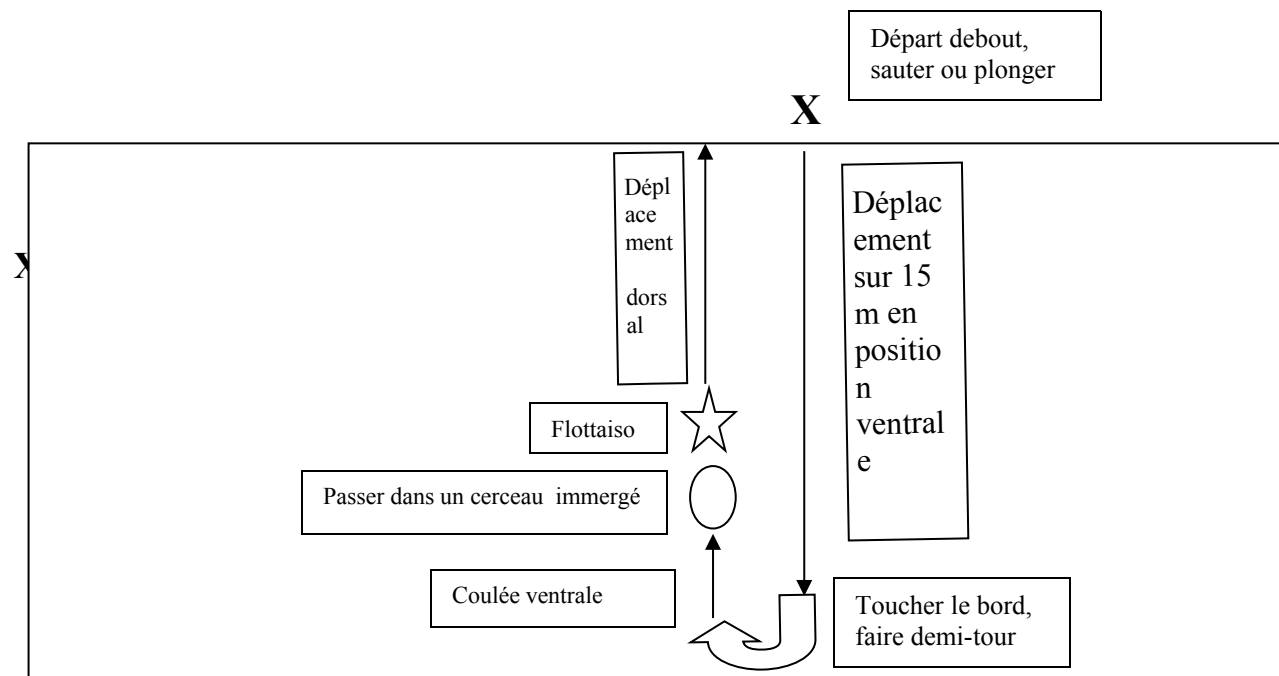 Départ debout,
sauter ou plonger
X
Dépl
ace
ment
dors
al
Déplac
ement
sur 15
m en
positio
n
ventral
e
X
Flottaiso
Passer dans un cerceau immergé
Coulée ventrale
Toucher le bord,
faire demi-tour